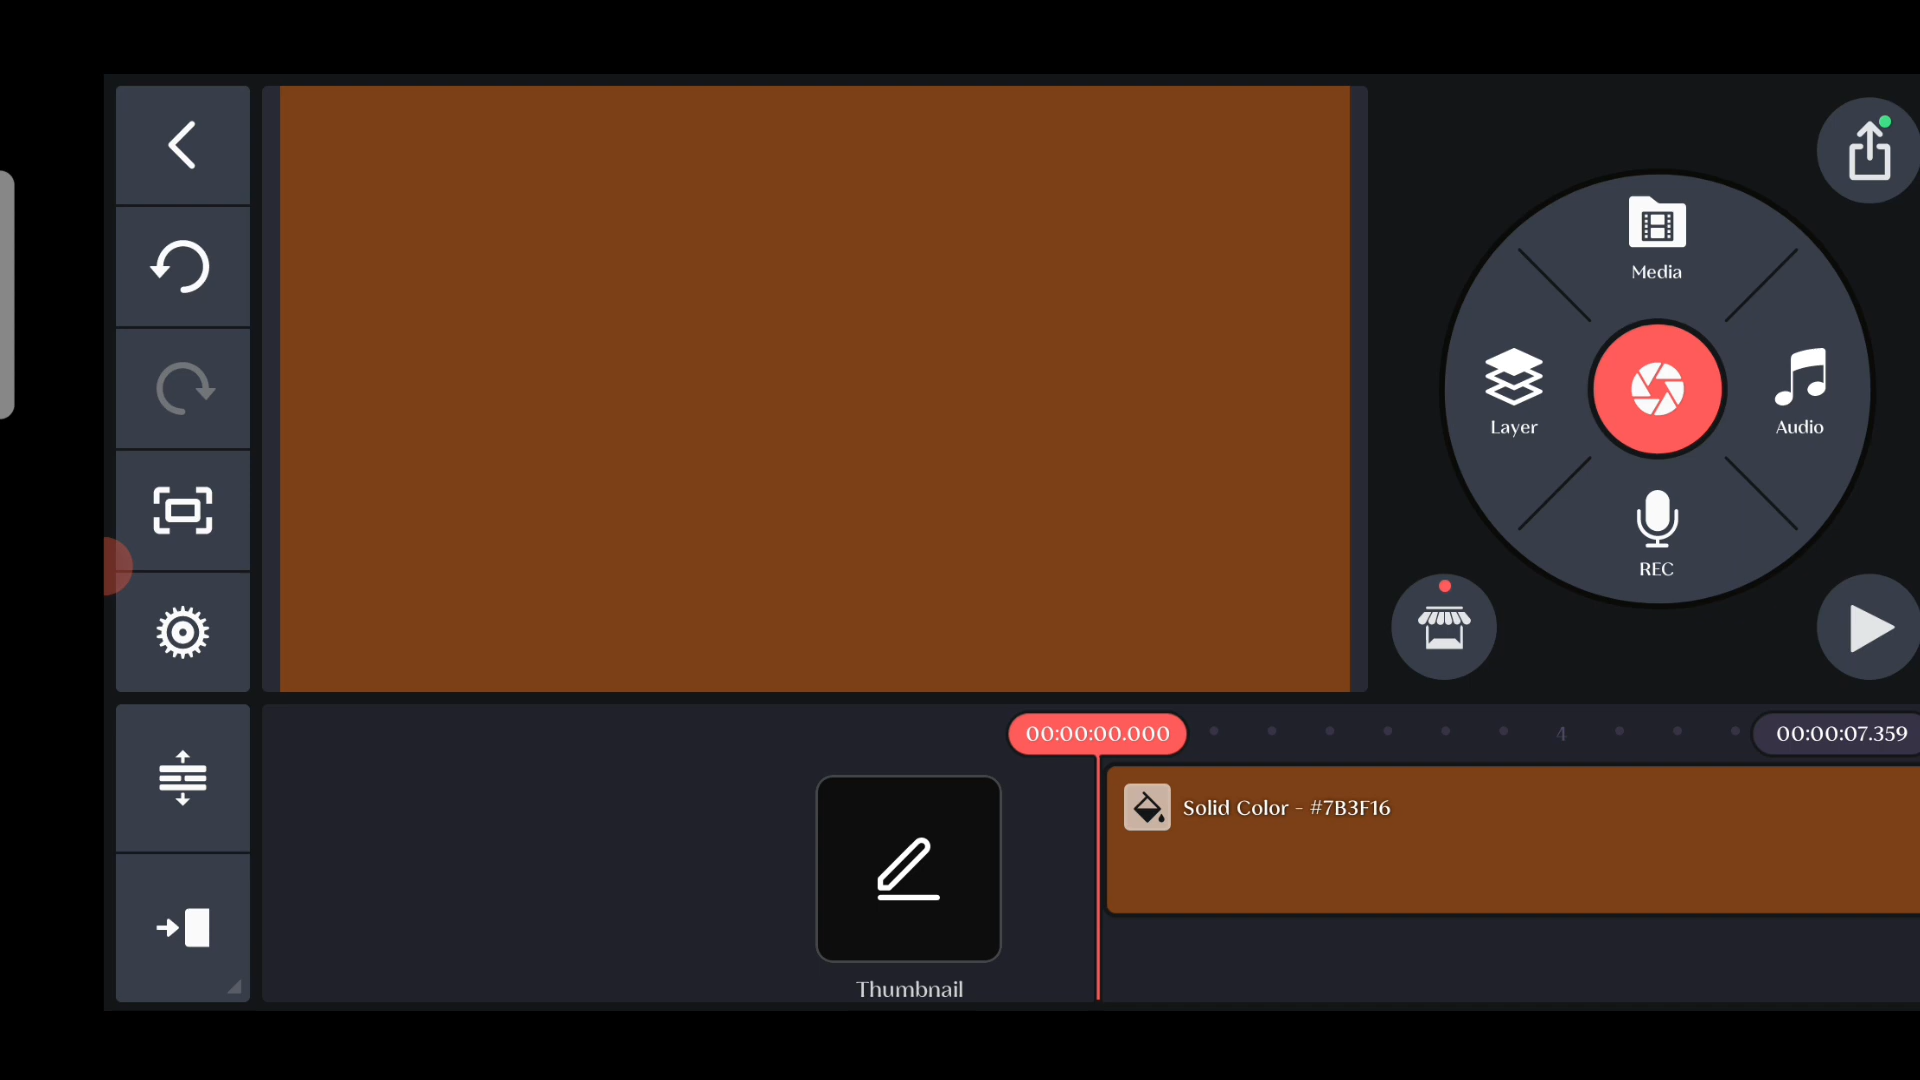 Media
Layer
Audio
REC
00:00:00.000
4
00:00:07.359
Solid Color - #7B3F16
Thumbnail